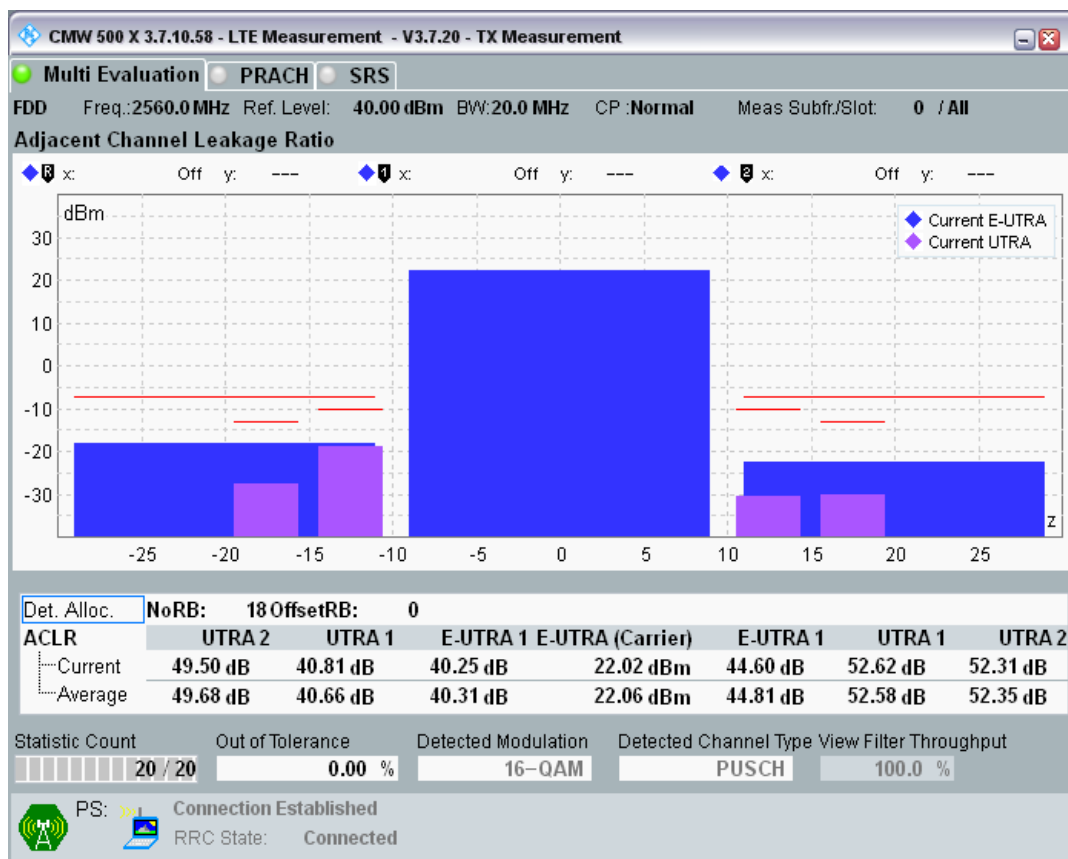 CMW 500 X 3.7.10.58 - LTE Measurement - V3.7.20 - TX Measurement
Multi Evaluation PRACH SRS
FDD Freq.:2560.0 MHz Ref. Level: 40.00 dBm BW:20.0 MHz CP :Normal Meas Subfr./Slot: 0 / All
Adjacent Channel Leakage Ratio
R x: Off y: --- 1 x: Off y: --- 2 x: Off y: ---
dBm
Current E-UTRA
Current UTRA
30
20
10
0
-10
-20
-30
z
-25 -20 -15 -10 -5 0 5 10 15 20 25
Det. Alloc. NoRB: 18 OffsetRB: 0
ACLR UTRA 2 UTRA 1 E-UTRA 1 E-UTRA (Carrier) E-UTRA 1 UTRA 1 UTRA 2
Current 49.50 dB 40.81 dB 40.25 dB 22.02 dBm 44.60 dB 52.62 dB 52.31 dB
Average 49.68 dB 40.66 dB 40.31 dB 22.06 dBm 44.81 dB 52.58 dB 52.35 dB
Statistic Count Out of Tolerance Detected Modulation Detected Channel Type View Filter Throughput
20 / 20 0.00 % 16-QAM PUSCH 100.0 %
PS: Connection Established
RRC State: Connected